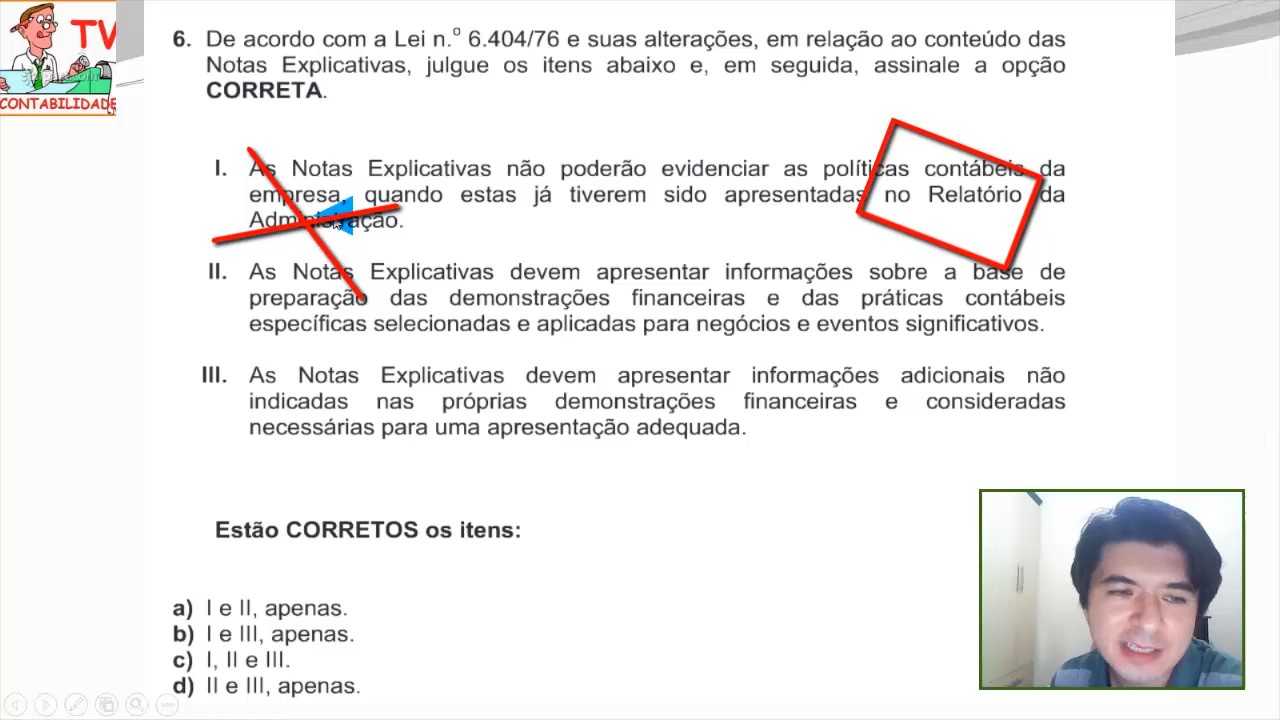 TV
CONTABILIDADE
6. De acordo com a Lei n.º 6.404/76 e suas alterações, em relação ao conteúdo das
Notas Explicativas, julgue os itens abaixo e, em seguida, assinale a opção
CORRETA.
I. As Notas Explicativas não poderão evidenciar as políticas contábeis da
empresa, quando estas já tiverem sido apresentadas no Relatório da
Administração.
II. As Notas Explicativas devem apresentar informações sobre a base de
preparação das demonstrações financeiras e das práticas contábeis
específicas selecionadas e aplicadas para negócios e eventos significativos.
III. As Notas Explicativas devem apresentar informações adicionais não
indicadas nas próprias demonstrações financeiras e consideradas
necessárias para uma apresentação adequada.
Estão CORRETOS os itens:
a) I e II, apenas.
b) I e III, apenas.
c) I, II e III.
d) II e III, apenas.